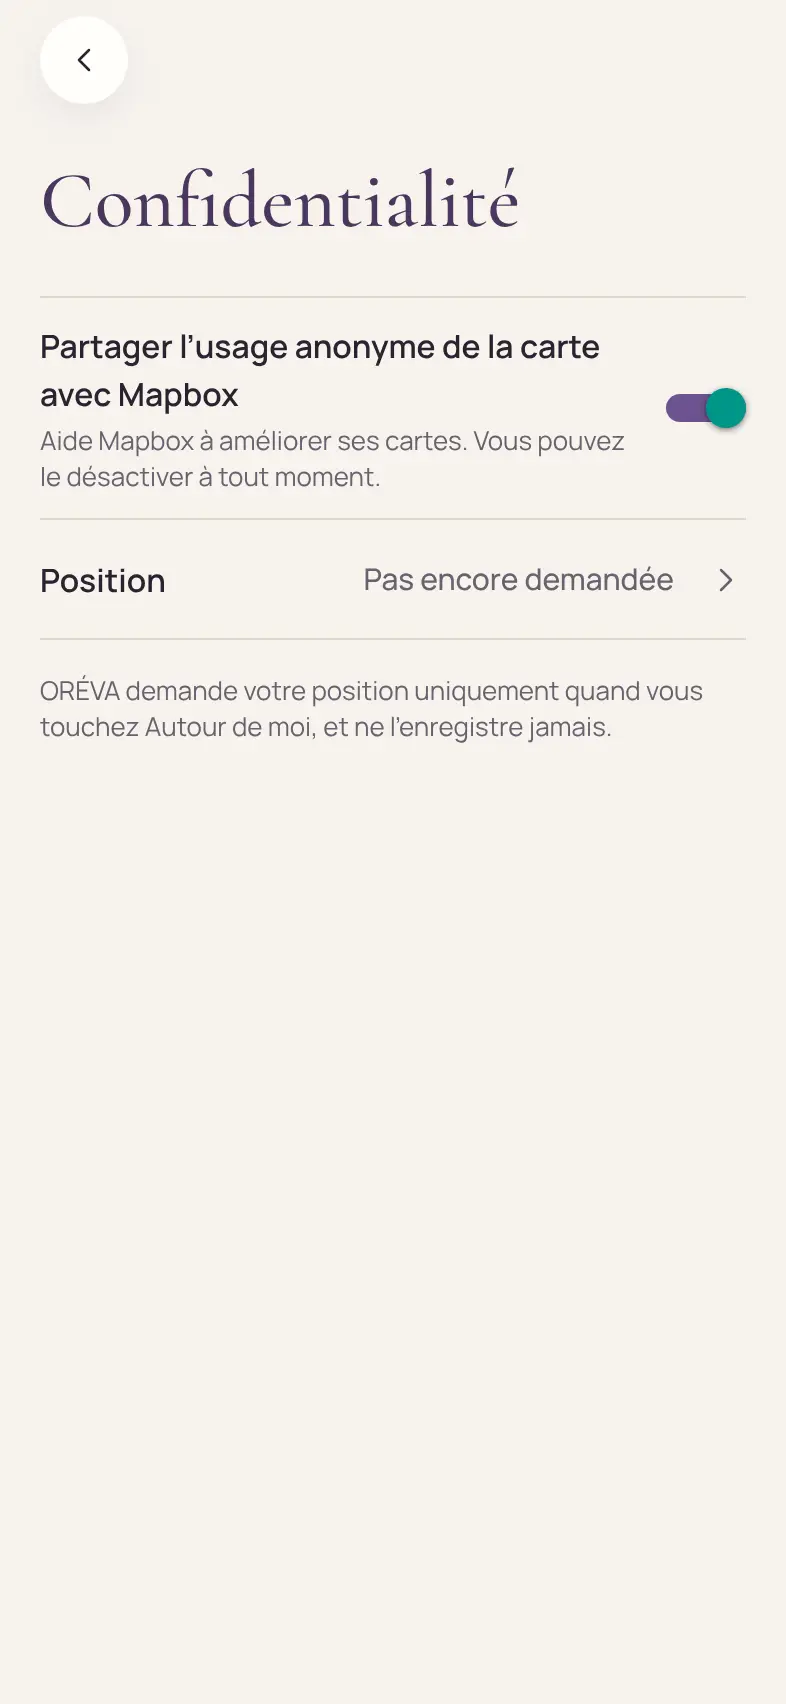 Confidentialité
Partager l’usage anonyme de la carte
avec Mapbox
Aide Mapbox à améliorer ses cartes. Vous pouvez
le désactiver à tout moment.
Position Pas encore demandée
ORÉVA demande votre position uniquement quand vous
touchez Autour de moi, et ne l’enregistre jamais.